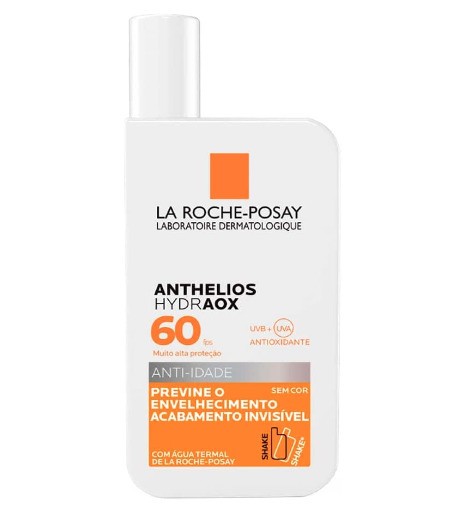 LA ROCHE-POSAY
LABORATOIRE DERMATOLOGIQUE
ANTHELIOS
HYDRAOX
60 fps
UVB + UVA
ANTIOXIDANTE
Muito alta proteção
ANTI-IDADE
SEM COR
PREVINE O
ENVELHECIMENTO
ACABAMENTO INVISÍVEL
COM ÁGUA TERMAL
DE LA ROCHE-POSAY
SHAKE
SHAKE*